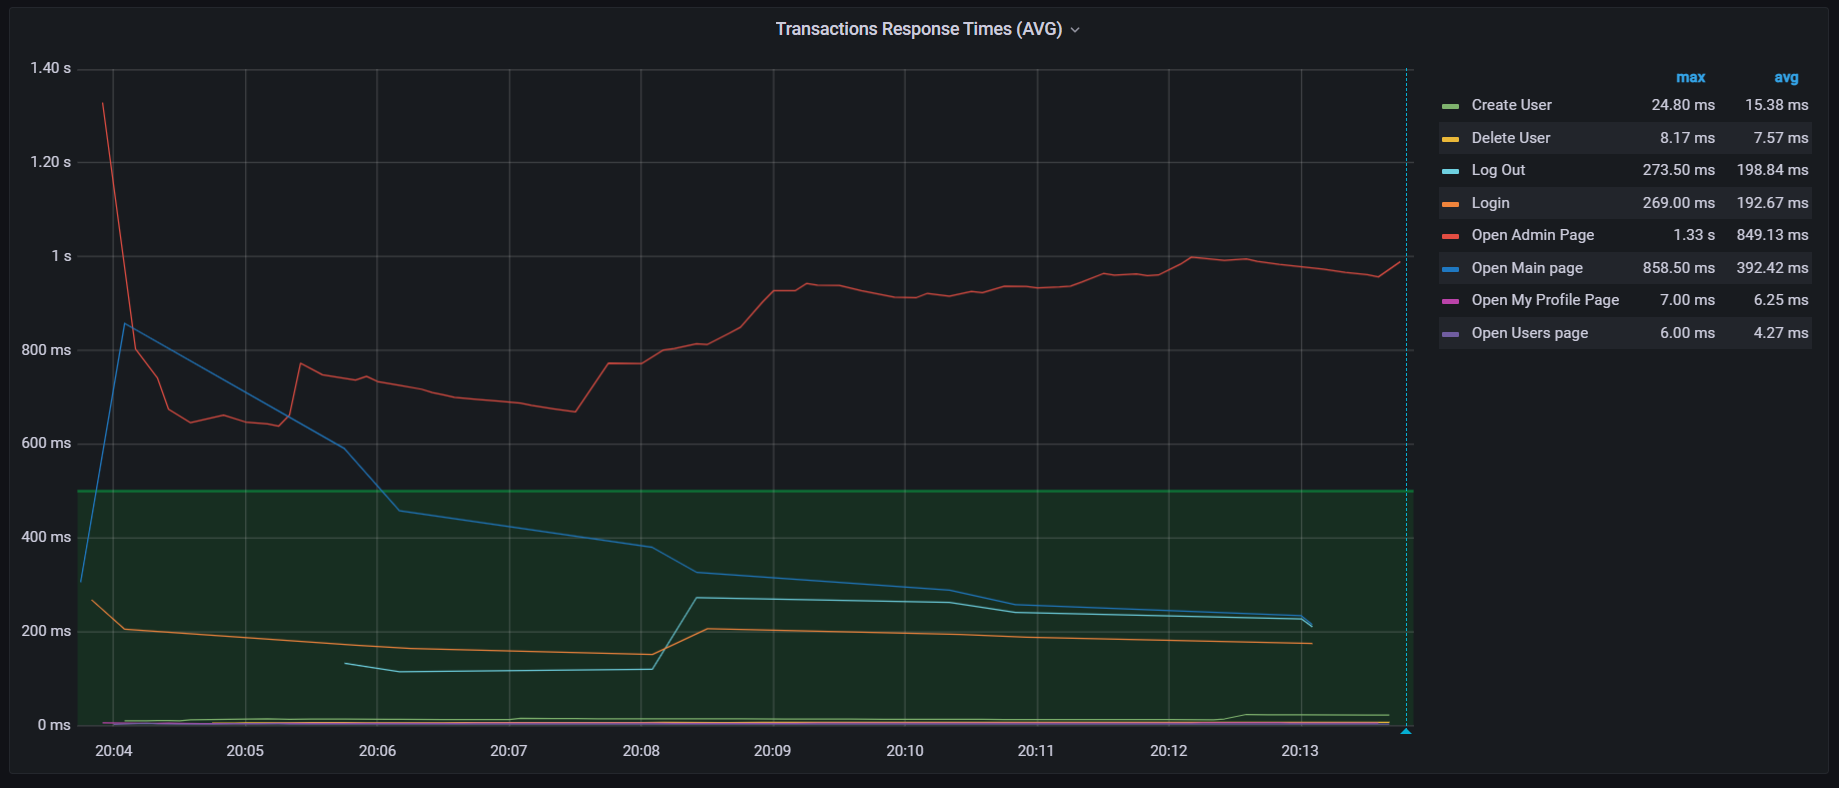 Transactions Response Times (AVG)
1.40 s
1.20 s
1 s
800 ms
600 ms
400 ms
200 ms
0 ms
20:04 20:05 20:06 20:07 20:08 20:09 20:10 20:11 20:12 20:13
max avg
Create User 24.80 ms 15.38 ms
Delete User 8.17 ms 7.57 ms
Log Out 273.50 ms 198.84 ms
Login 269.00 ms 192.67 ms
Open Admin Page 1.33 s 849.13 ms
Open Main page 858.50 ms 392.42 ms
Open My Profile Page 7.00 ms 6.25 ms
Open Users page 6.00 ms 4.27 ms